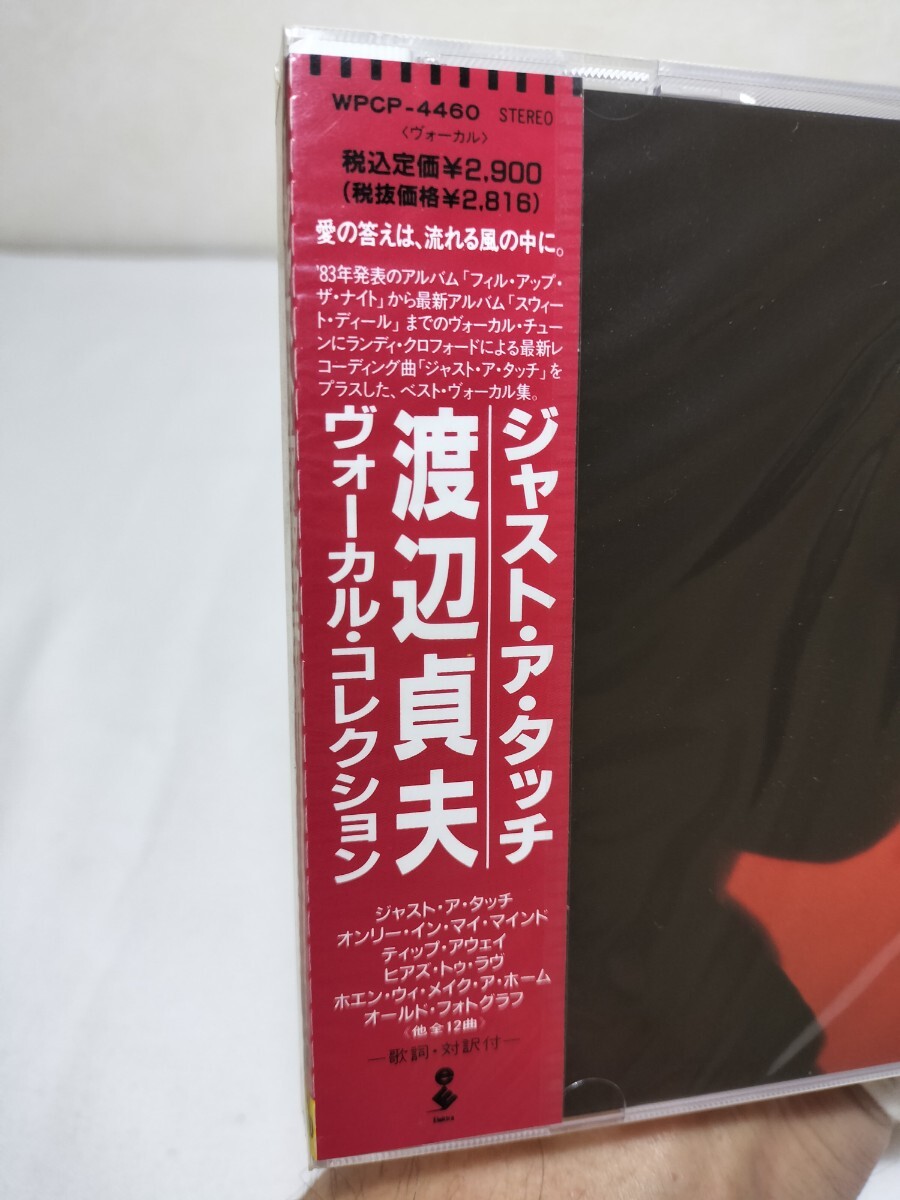 WPCP-4460 STEREO
〈ヴォーカル〉
税込定価¥2,900
(税抜価格¥2,816)
愛の答えは、流れる風の中に。
'83年発表のアルバム「フィル・アップ・
ザ・ナイト」から最新アルバム「スウィー
ト・ディール」までのヴォーカル・チュー
ンにランディ・クロフォードによる最新レ
コーディング曲「ジャスト・ア・タッチ」を
プラスした、ベスト・ヴォーカル集。
ジャスト・ア・タッチ
渡辺貞夫
ヴォーカル・コレクション
ジャスト・ア・タッチ
オンリー・イン・マイ・マインド
ティップ・アウェイ
ヒアズ・トゥ・ラヴ
ホエン・ウィ・メイク・ア・ホーム
オールド・フォトグラフ
〈他全12曲〉
―歌詞・対訳付―